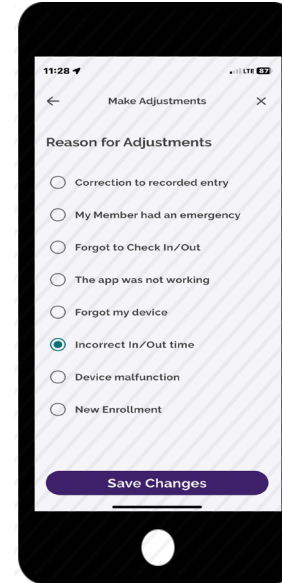 11:28
LTE 87
Make Adjustments
Reason for Adjustments
Correction to recorded entry
My Member had an emergency
Forgot to Check In/Out
The app was not working
Forgot my device
Incorrect In/Out time
Device malfunction
New Enrollment
Save Changes